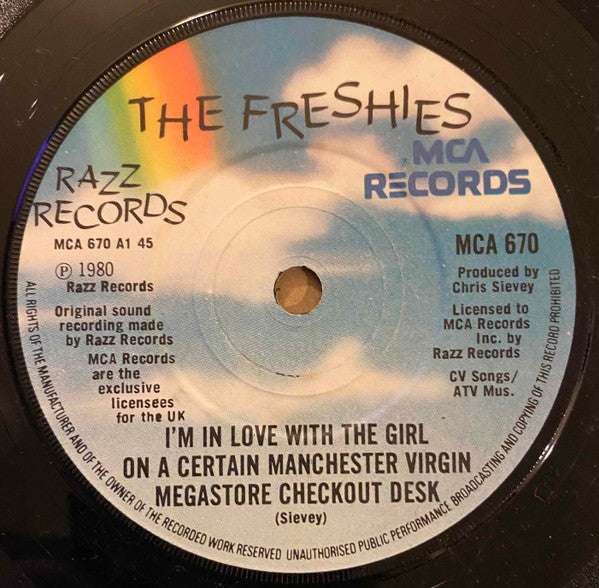 THE FRESHIES
®MCA
RECORDS
RAZZ
RECORDS
MCA 670 A1 45
MCA 670
℗ 1980
Razz Records
Original sound
recording made
by Razz Records
MCA Records
are the
exclusive
licensees
for the UK
Produced by
Chris Sievey
Licensed to
MCA Records
Inc. by
Razz Records
CV Songs/
ATV Mus.
I'M IN LOVE WITH THE GIRL
ON A CERTAIN MANCHESTER VIRGIN
MEGASTORE CHECKOUT DESK
(Sievey)
ALL RIGHTS OF THE MANUFACTURER AND OF THE OWNER OF THE RECORDED WORK RESERVED UNAUTHORISED PUBLIC PERFORMANCE BROADCASTING AND COPYING OF THIS RECORD PROHIBITED